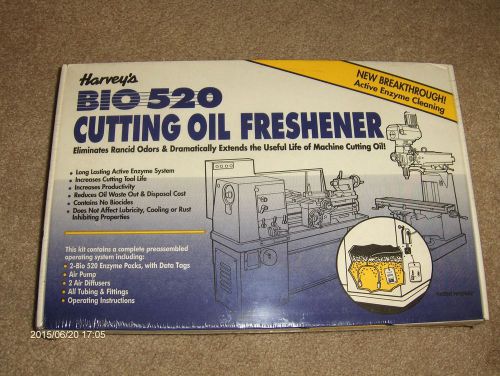 Harvey's
BIO 520
CUTTING OIL FRESHENER
NEW BREAKTHROUGH!
Active Enzyme Cleaning
Eliminates Rancid Odors & Dramatically Extends the Useful Life of Machine Cutting Oil!
• Long Lasting Active Enzyme System
• Increases Cutting Tool Life
• Increases Productivity
• Reduces Oil Waste Out & Disposal Cost
• Contains No Biocides
• Does Not Affect Lubricity, Cooling or Rust
Inhibiting Properties
This kit contains a complete preassembled
operating system including:
• 2-Bio 520 Enzyme Packs, with Data Tags
• Air Pump
• 2 Air Diffusers
• All Tubing & Fittings
• Operating Instructions
2015/06/20 17:05